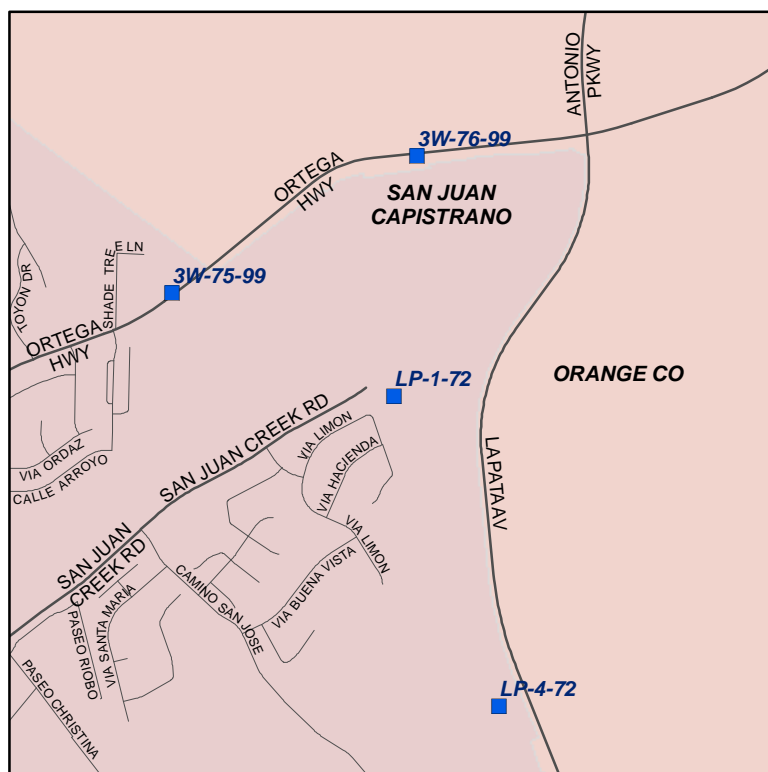 ANTONIO
PKWY
3W-76-99
ORTEGA
HWY
SAN JUAN
CAPISTRANO
E LN
SHADE TRE
TOYON DR
3W-75-99
ORTEGA
HWY
ORANGE CO
LP-1-72
SAN JUAN CREEK RD
VIA LIMON
VIA HACIENDA
VIA ORDAZ
CALLE ARROYO
LA PATA AV
VIA LIMON
SAN JUAN
CREEK RD
CAMINO SAN JOSE
VIA BUENA VISTA
VIA SANTA MARIA
PASEO RIOBO
PASEO CHRISTINA
LP-4-72